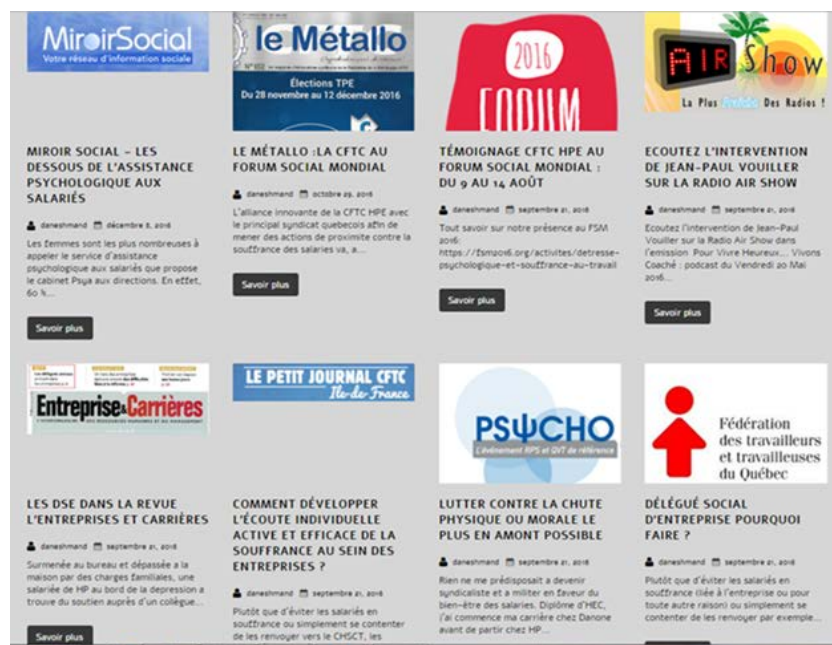 MiroirSocial
Votre réseau d'information sociale
MIROIR SOCIAL – LES
DESSOUS DE L'ASSISTANCE
PSYCHOLOGIQUE AUX
SALARIÉS
daneshmand décembre 8, 2016
Les femmes sont les plus nombreuses à
appeler le service d'assistance
psychologique aux salariés que propose
le cabinet Psya aux directions. En effet,
60 %...
Savoir plus
le Métallo
Élections TPE
Du 28 novembre au 12 décembre 2016
LE MÉTALLO :LA CFTC AU
FORUM SOCIAL MONDIAL
daneshmand octobre 29, 2016
L'alliance innovante de la CFTC HPE avec
le principal syndicat quebecois afin de
mener des actions de proximite contre la
souffrance des salaries va, a...
Savoir plus
2016
FORUM
TÉMOIGNAGE CFTC HPE AU
FORUM SOCIAL MONDIAL :
DU 9 AU 14 AOÛT
daneshmand septembre 21, 2016
Tout savoir sur notre présence au FSM
2016:
https://fsm2016.org/activites/detresse-
psychologique-et-souffrance-au-travail
Savoir plus
AIR Show
La Plus Des Radios !
ECOUTEZ L'INTERVENTION
DE JEAN-PAUL VOUILLER
SUR LA RADIO AIR SHOW
daneshmand septembre 21, 2016
Ecoutez l'intervention de Jean-Paul
Vouiller sur la Radio Air Show dans
l'emission Pour Vivre Heureux... Vivons
Coaché : podcast du Vendredi 20 Mai
2016...
Savoir plus
Entreprise & Carrières
LES DSE DANS LA REVUE
L'ENTREPRISES ET CARRIÈRES
daneshmand septembre 21, 2016
Surmenée au bureau et dépassée a la
maison par des charges familiales, une
salariée de HP au bord de la depression a
trouve du soutien auprès d'un collègue...
Savoir plus
LE PETIT JOURNAL CFTC
Ile-de-France
COMMENT DÉVELOPPER
L'ÉCOUTE INDIVIDUELLE
ACTIVE ET EFFICACE DE LA
SOUFFRANCE AU SEIN DES
ENTREPRISES ?
daneshmand septembre 21, 2016
Plutôt que d'éviter les salariés en
souffrance ou simplement se contenter
de les renvoyer vers le CHSCT, les
PSYCHO
L'événement RPS et QVT de référence
LUTTER CONTRE LA CHUTE
PHYSIQUE OU MORALE LE
PLUS EN AMONT POSSIBLE
daneshmand septembre 21, 2016
Rien ne me prédisposait a devenir
syndicaliste et a militer en faveur du
bien-être des salaries. Diplôme d'HEC,
j'ai commence ma carrière chez Danone
avant de partir chez HP...
Fédération
des travailleurs
et travailleuses
du Québec
DÉLÉGUÉ SOCIAL
D'ENTREPRISE POURQUOI
FAIRE ?
daneshmand septembre 21, 2016
Plutôt que d'éviter les salariés en
souffrance (liée à l'entreprise ou pour
toute autre raison) ou simplement se
contenter de les renvoyer par exemple...